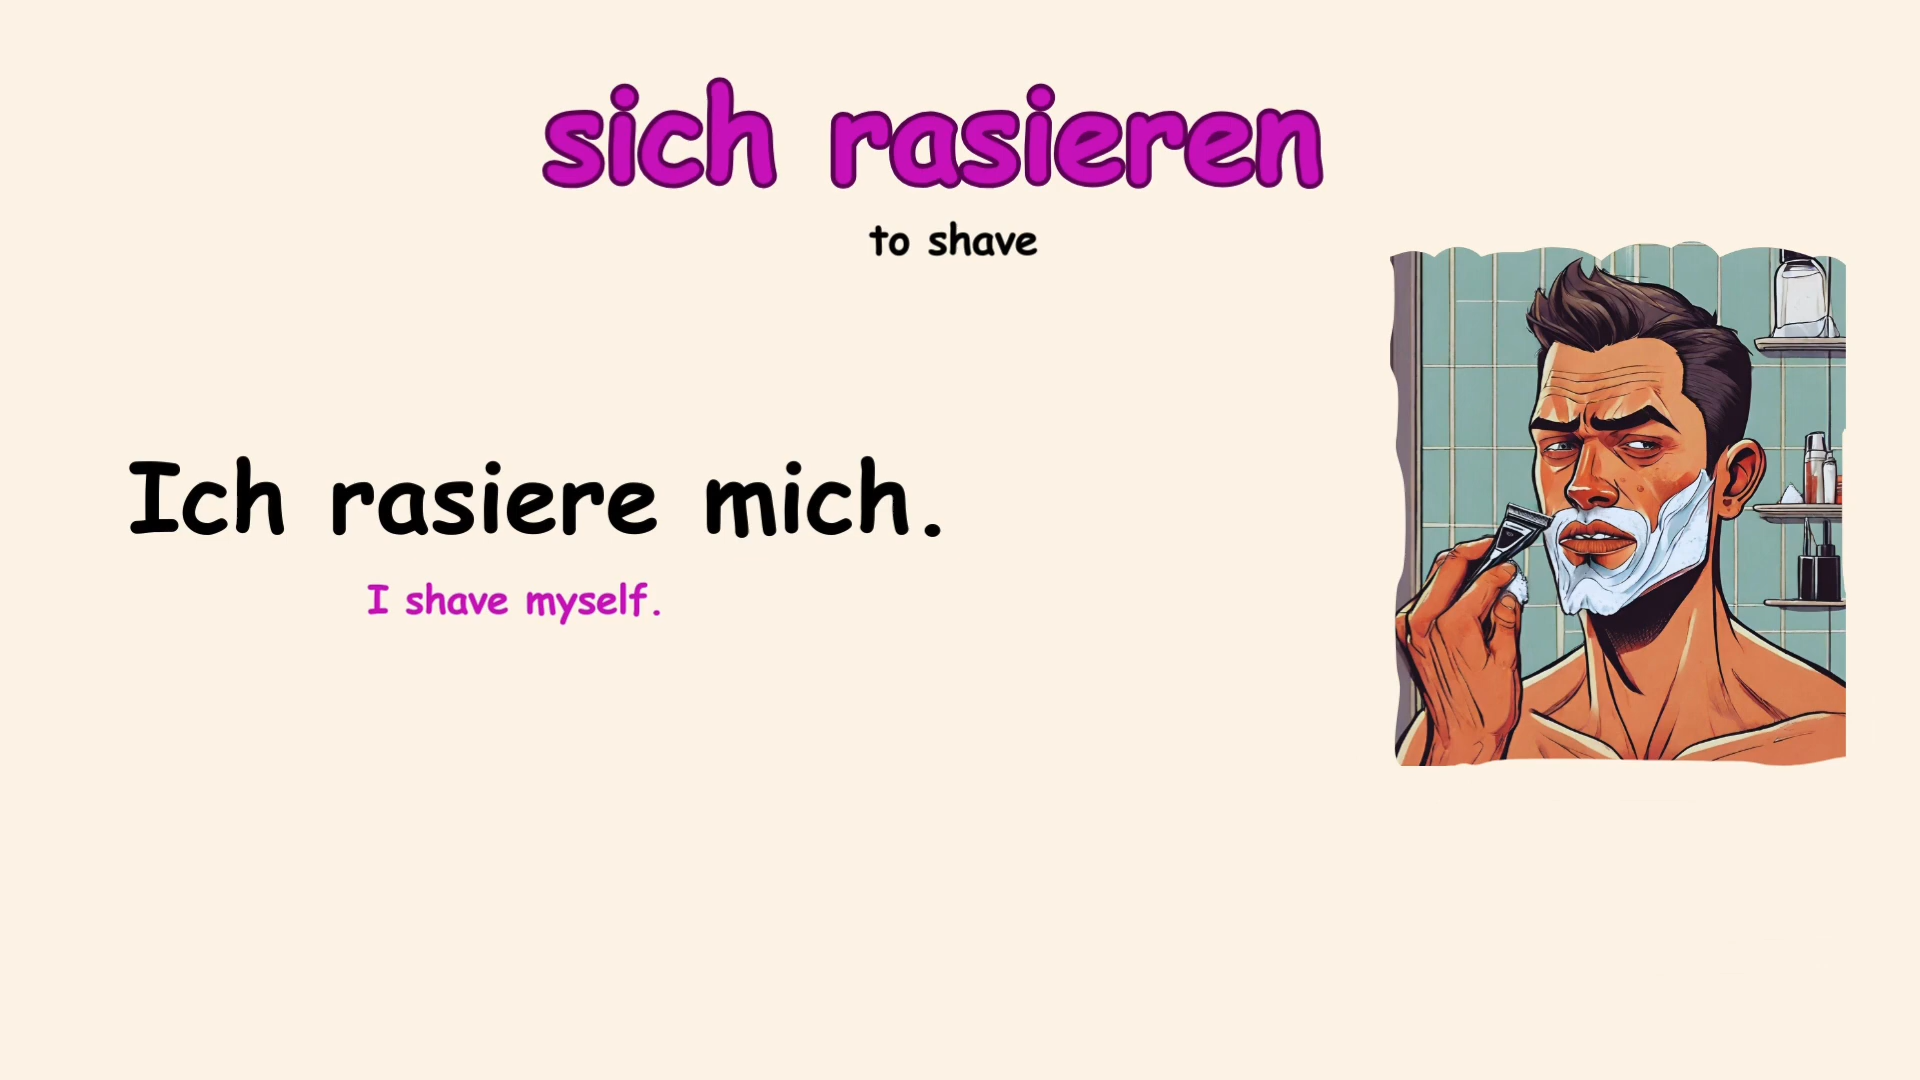 sich rasieren
to shave
Ich rasiere mich.
I shave myself.